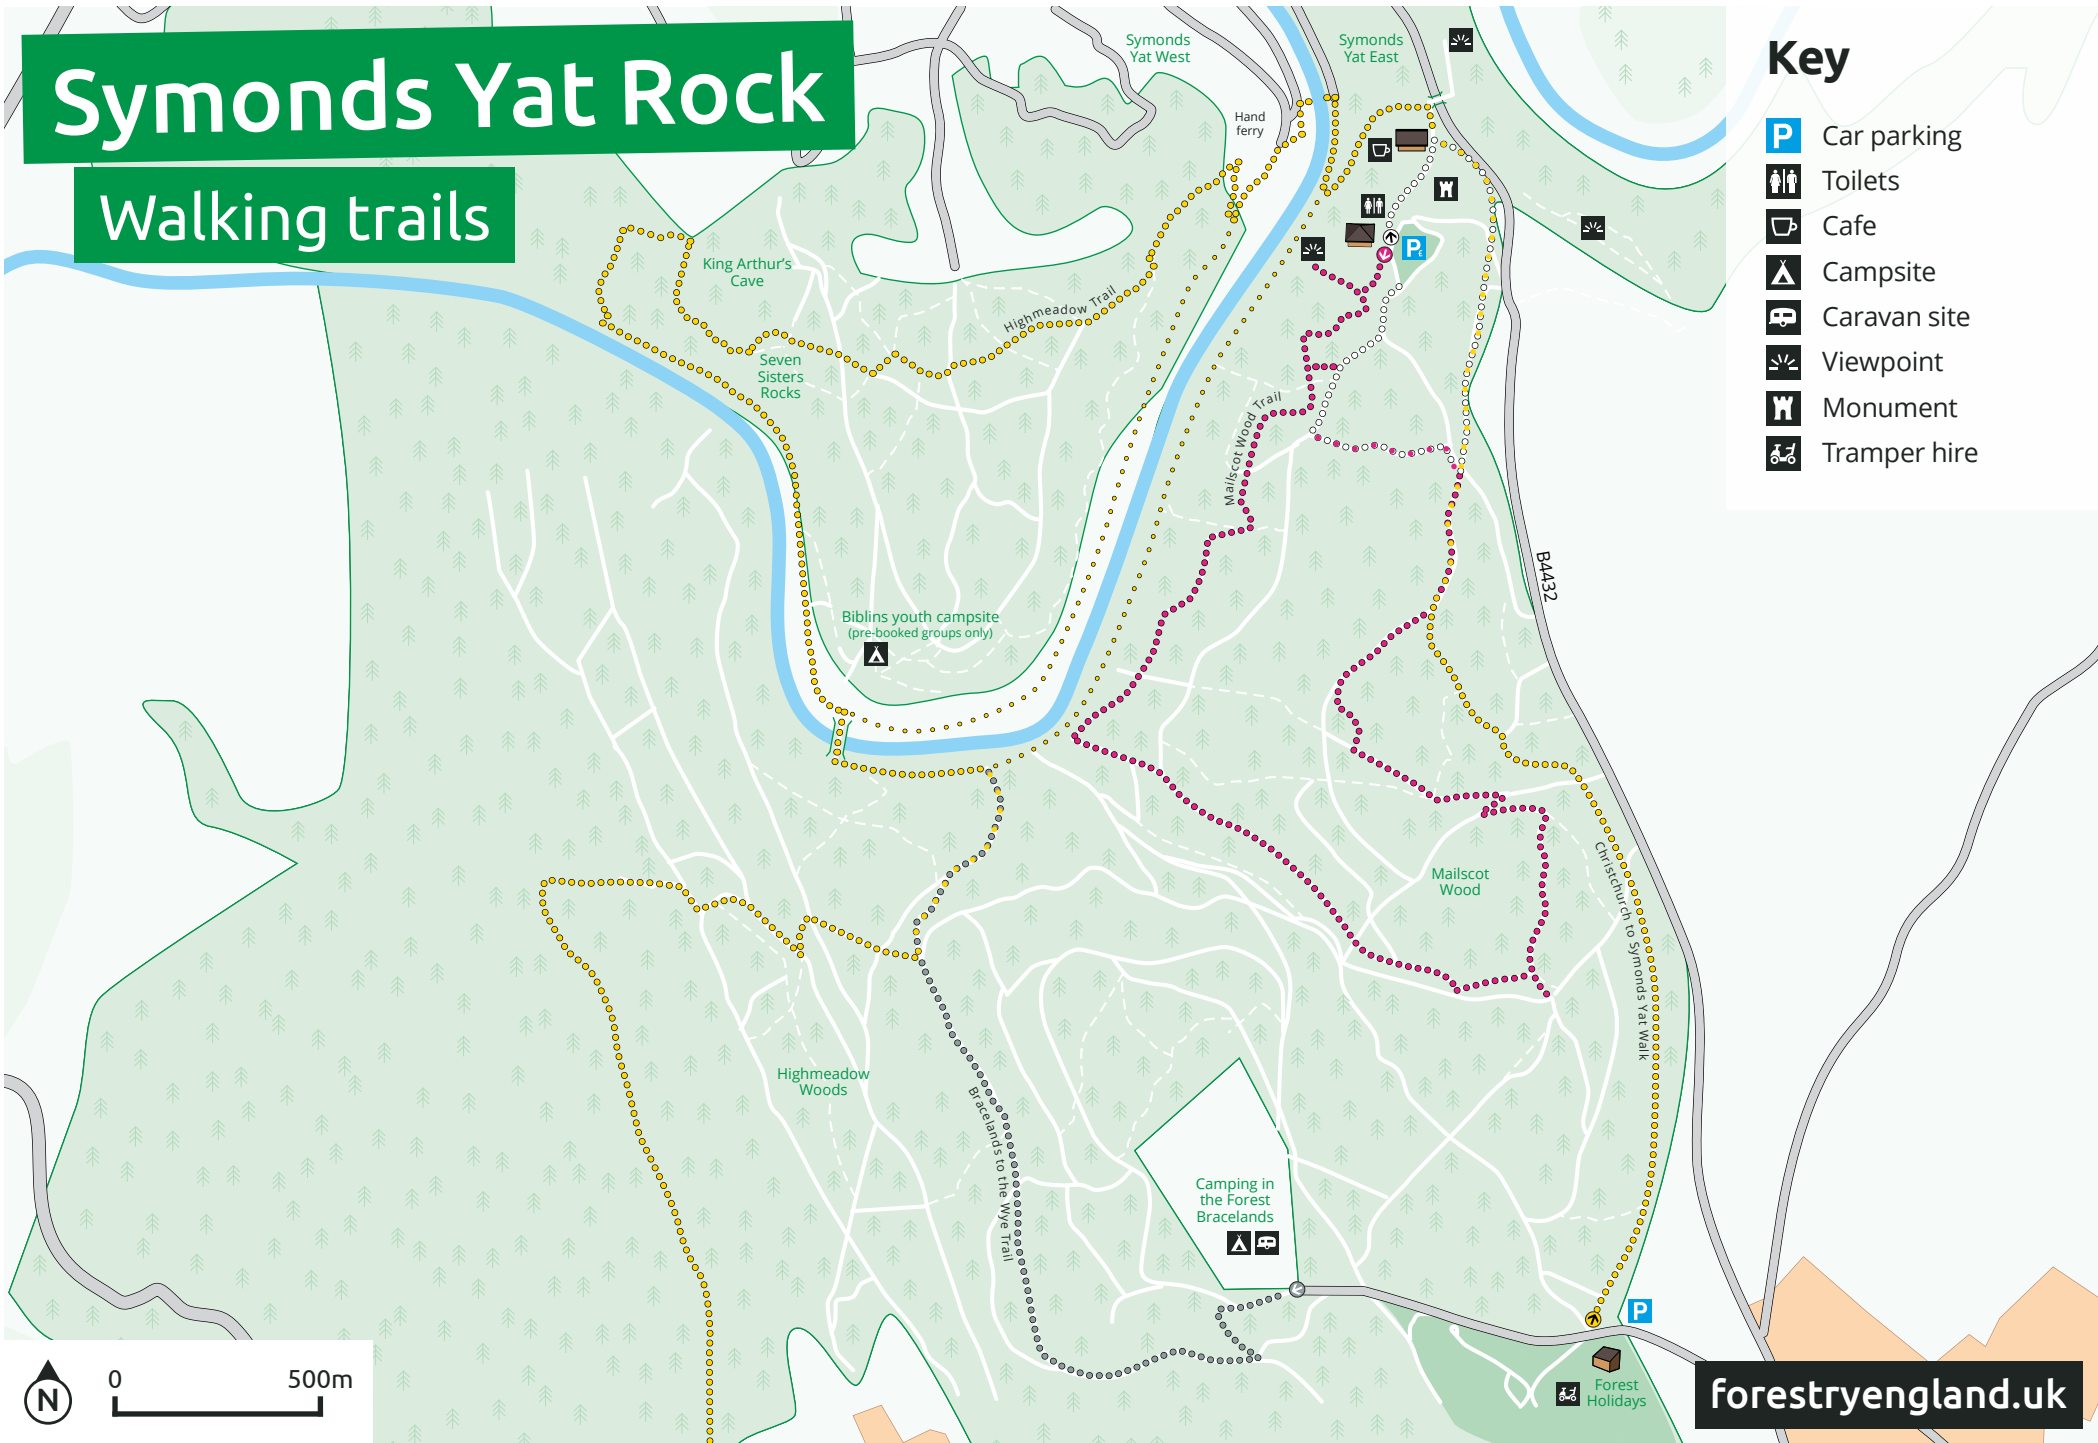 Symonds Yat Rock
Walking trails
Symonds
Yat West
Symonds
Yat East
Hand
ferry
King Arthur's
Cave
Highmeadow Trail
Seven
Sisters
Rocks
Mailscot Wood Trail
B4432
Biblins youth campsite
(pre-booked groups only)
Mailscot
Wood
Christchurch to Symonds Yat Walk
Highmeadow
Woods
Bracelands to the Wye Trail
Camping in
the Forest
Bracelands
P
P£
Forest
Holidays
Key
P Car parking
Toilets
Cafe
Campsite
Caravan site
Viewpoint
Monument
Tramper hire
N
0 500m
forestryengland.uk